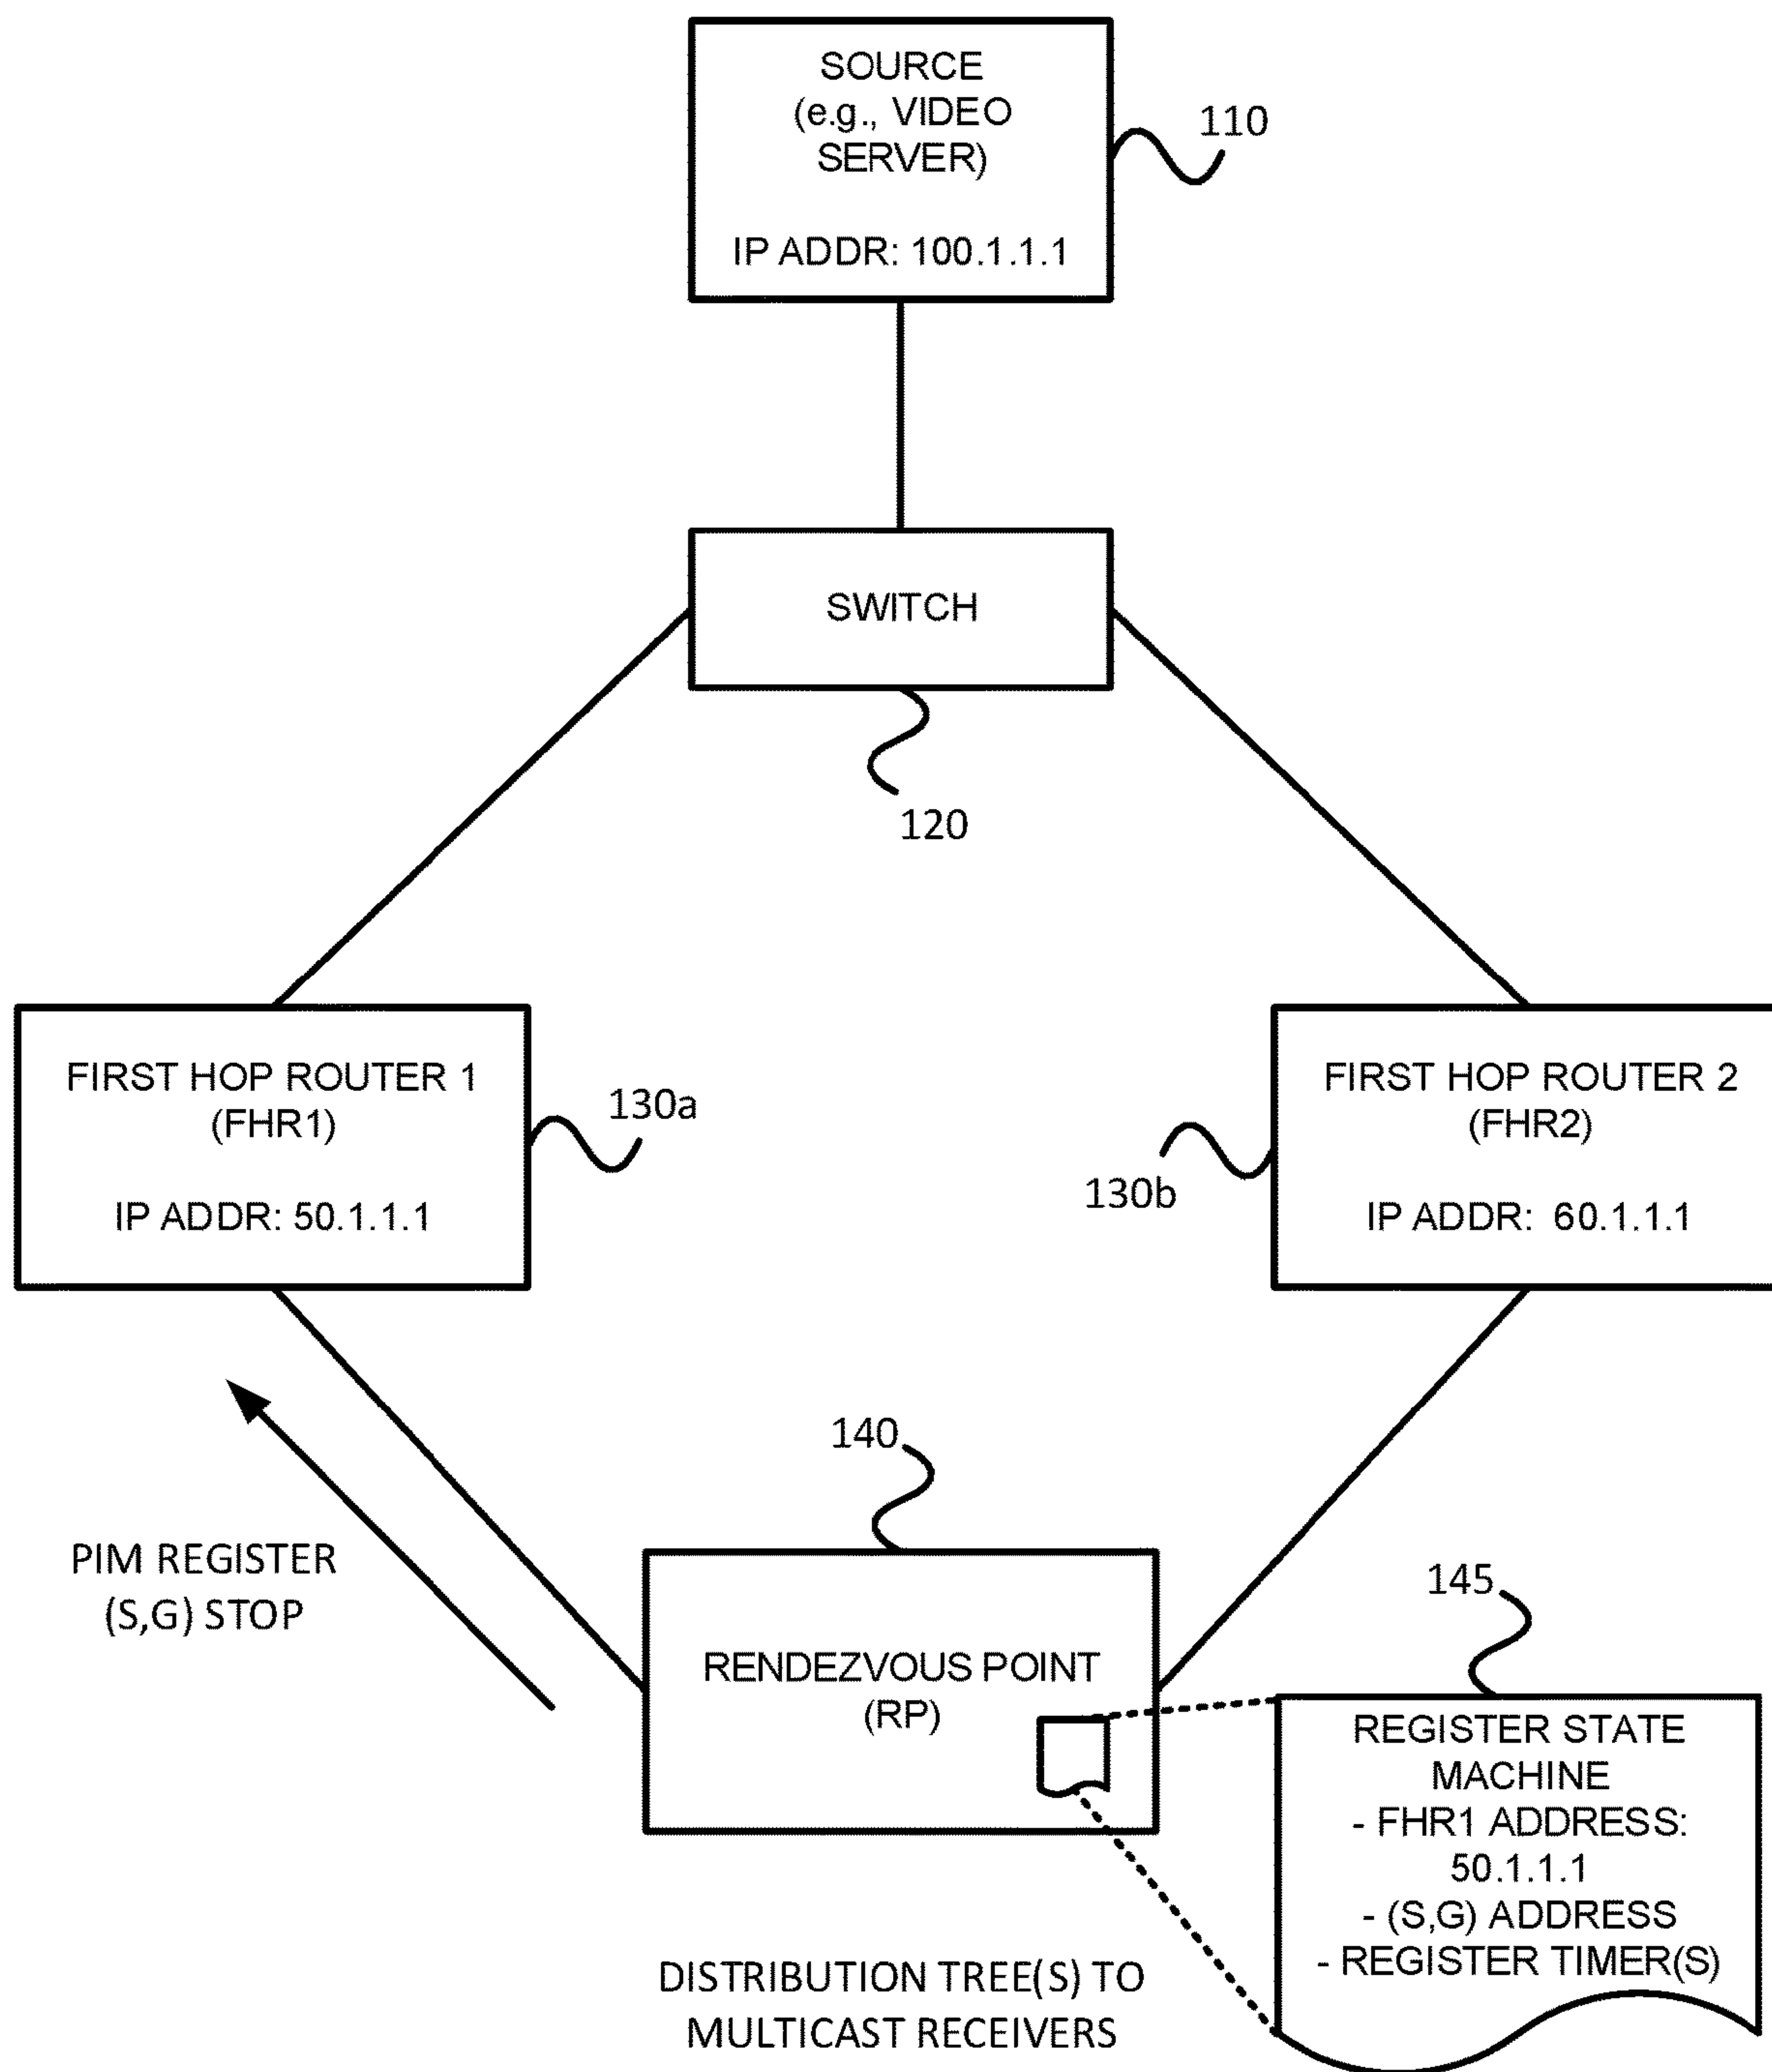 SOURCE
(e.g., VIDEO
SERVER)
IP ADDR: 100.1.1.1
110
SWITCH
120
FIRST HOP ROUTER 1
(FHR1)
IP ADDR: 50.1.1.1
130a
FIRST HOP ROUTER 2
(FHR2)
IP ADDR: 60.1.1.1
130b
PIM REGISTER
(S,G) STOP
140
RENDEZVOUS POINT
(RP)
145
REGISTER STATE
MACHINE
- FHR1 ADDRESS:
50.1.1.1
- (S,G) ADDRESS
- REGISTER TIMER(S)
DISTRIBUTION TREE(S) TO
MULTICAST RECEIVERS